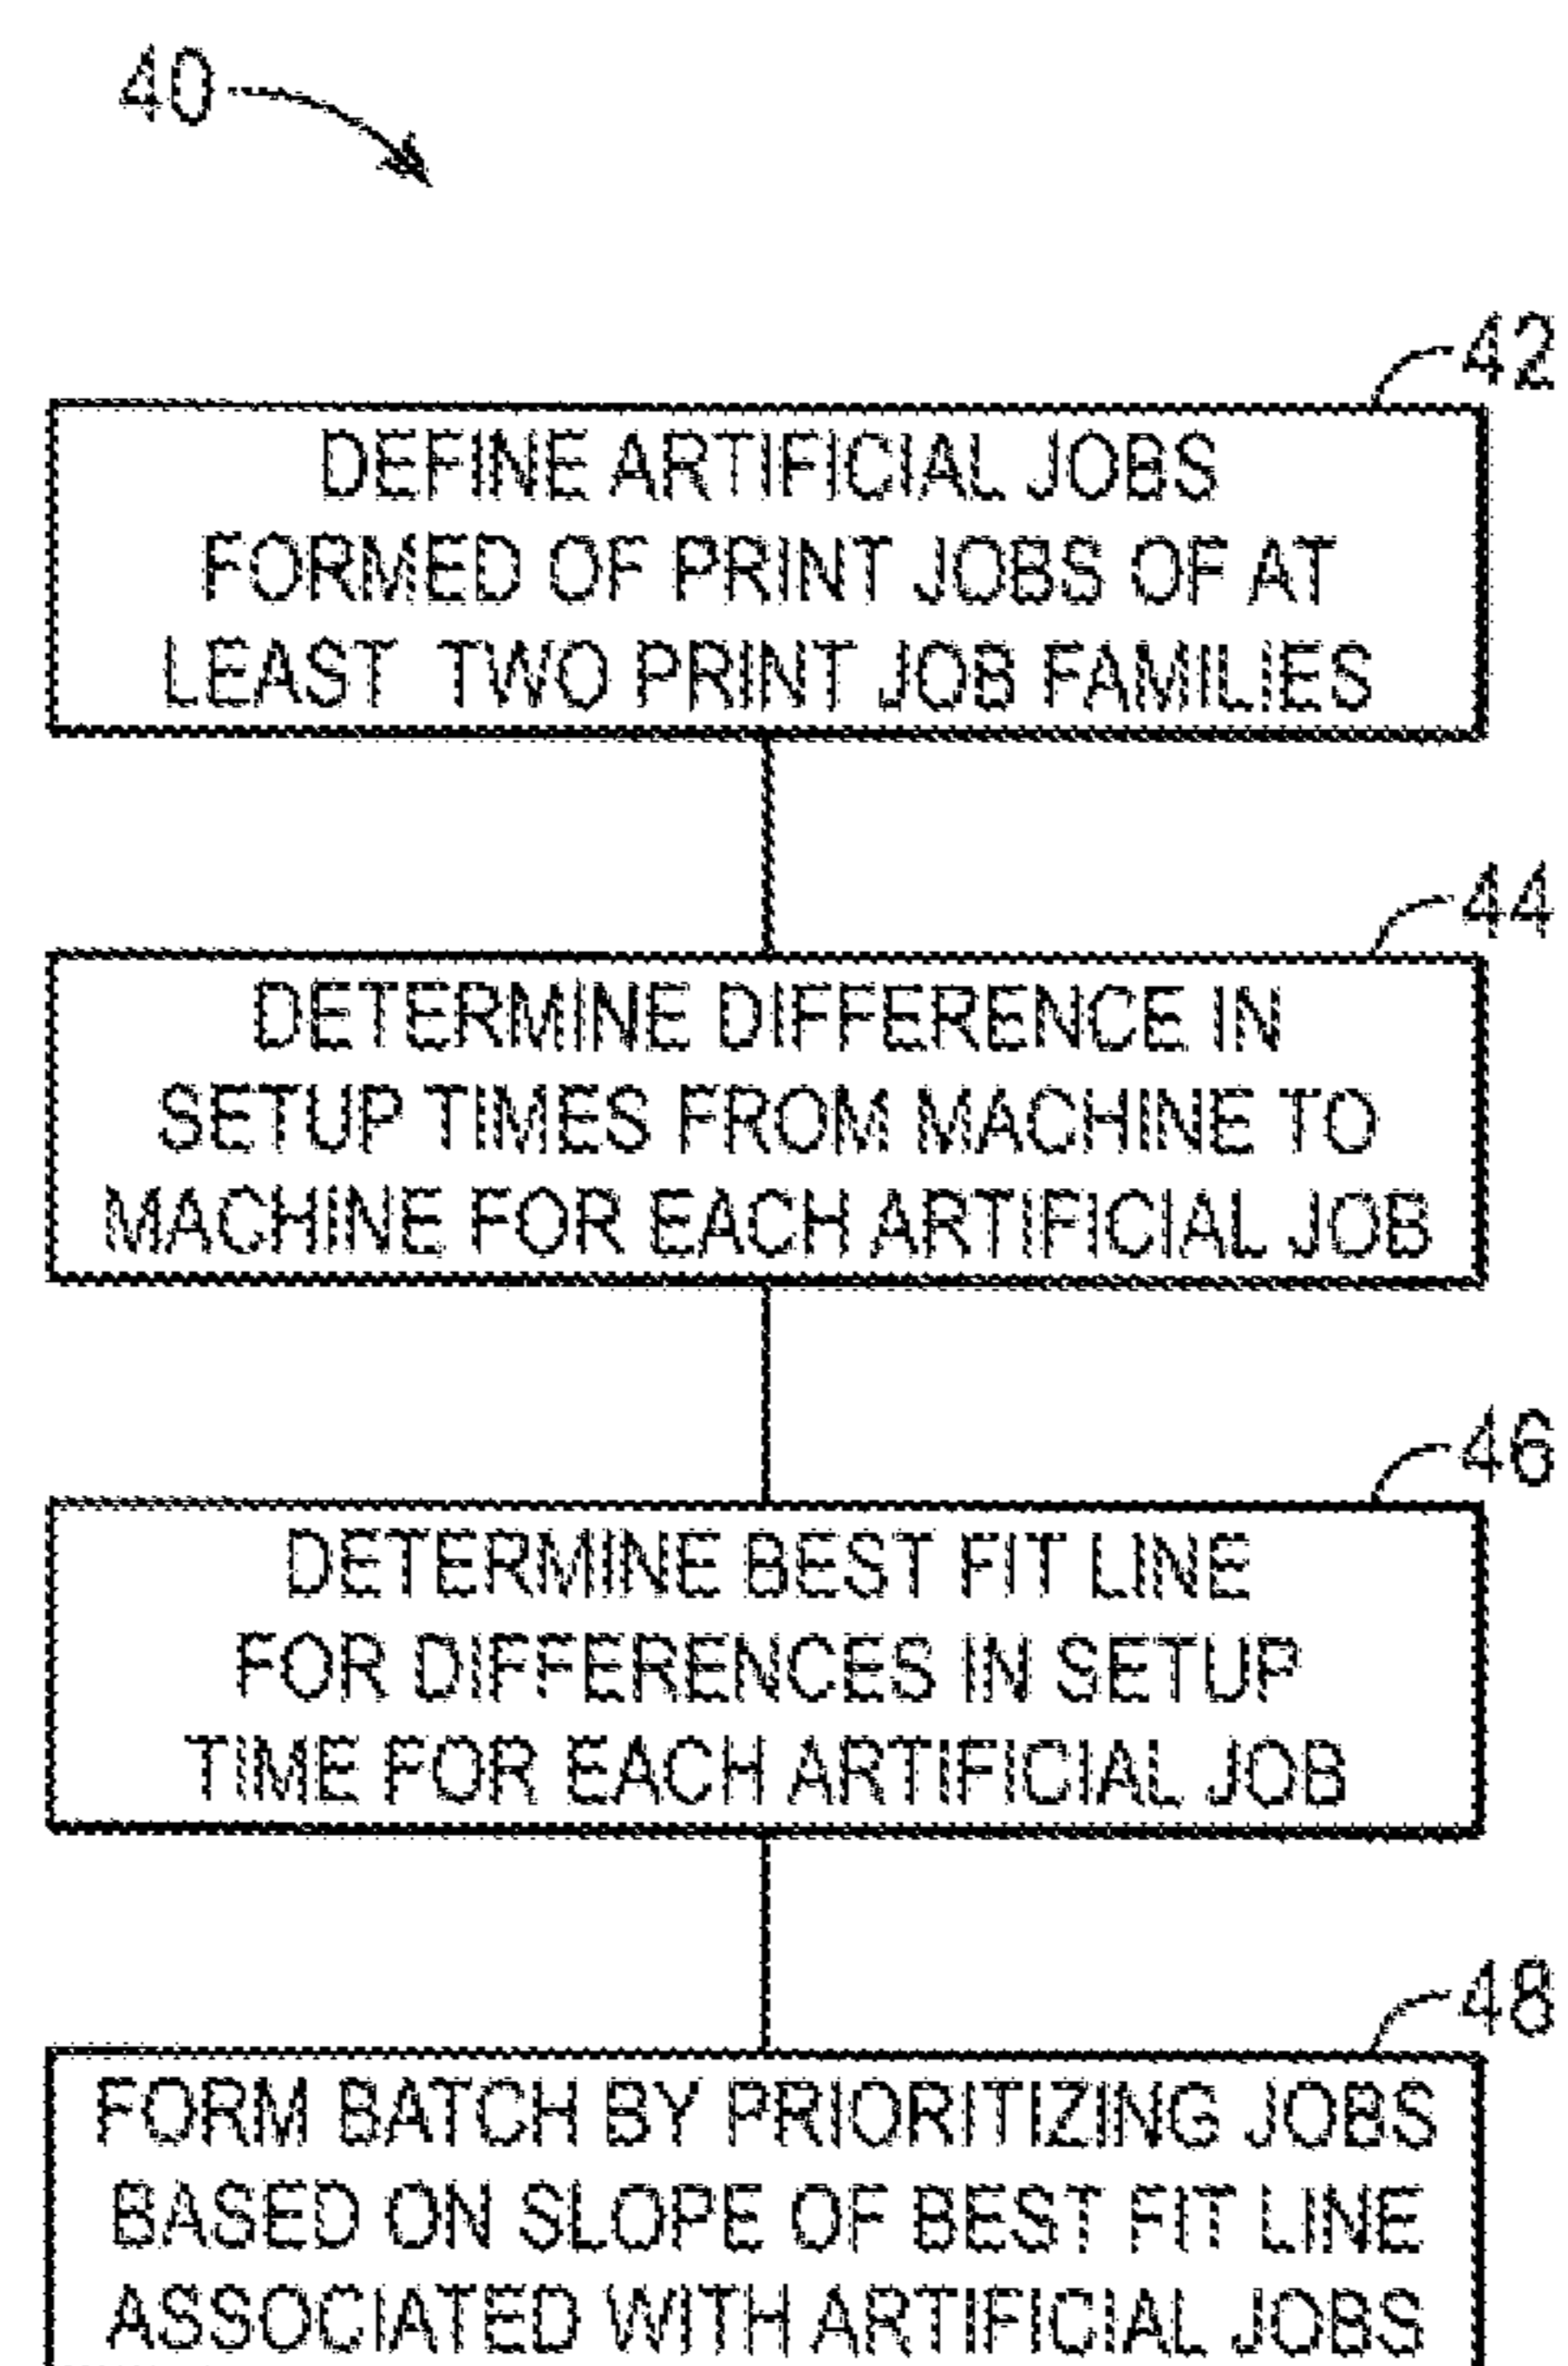 40
42
DEFINE ARTIFICIAL JOBS
FORMED OF PRINT JOBS OF AT
LEAST TWO PRINT JOB FAMILIES
44
DETERMINE DIFFERENCE IN
SETUP TIMES FROM MACHINE TO
MACHINE FOR EACH ARTIFICIAL JOB
46
DETERMINE BEST FIT LINE
FOR DIFFERENCES IN SETUP
TIME FOR EACH ARTIFICIAL JOB
48
FORM BATCH BY PRIORITIZING JOBS
BASED ON SLOPE OF BEST FIT LINE
ASSOCIATED WITH ARTIFICIAL JOBS